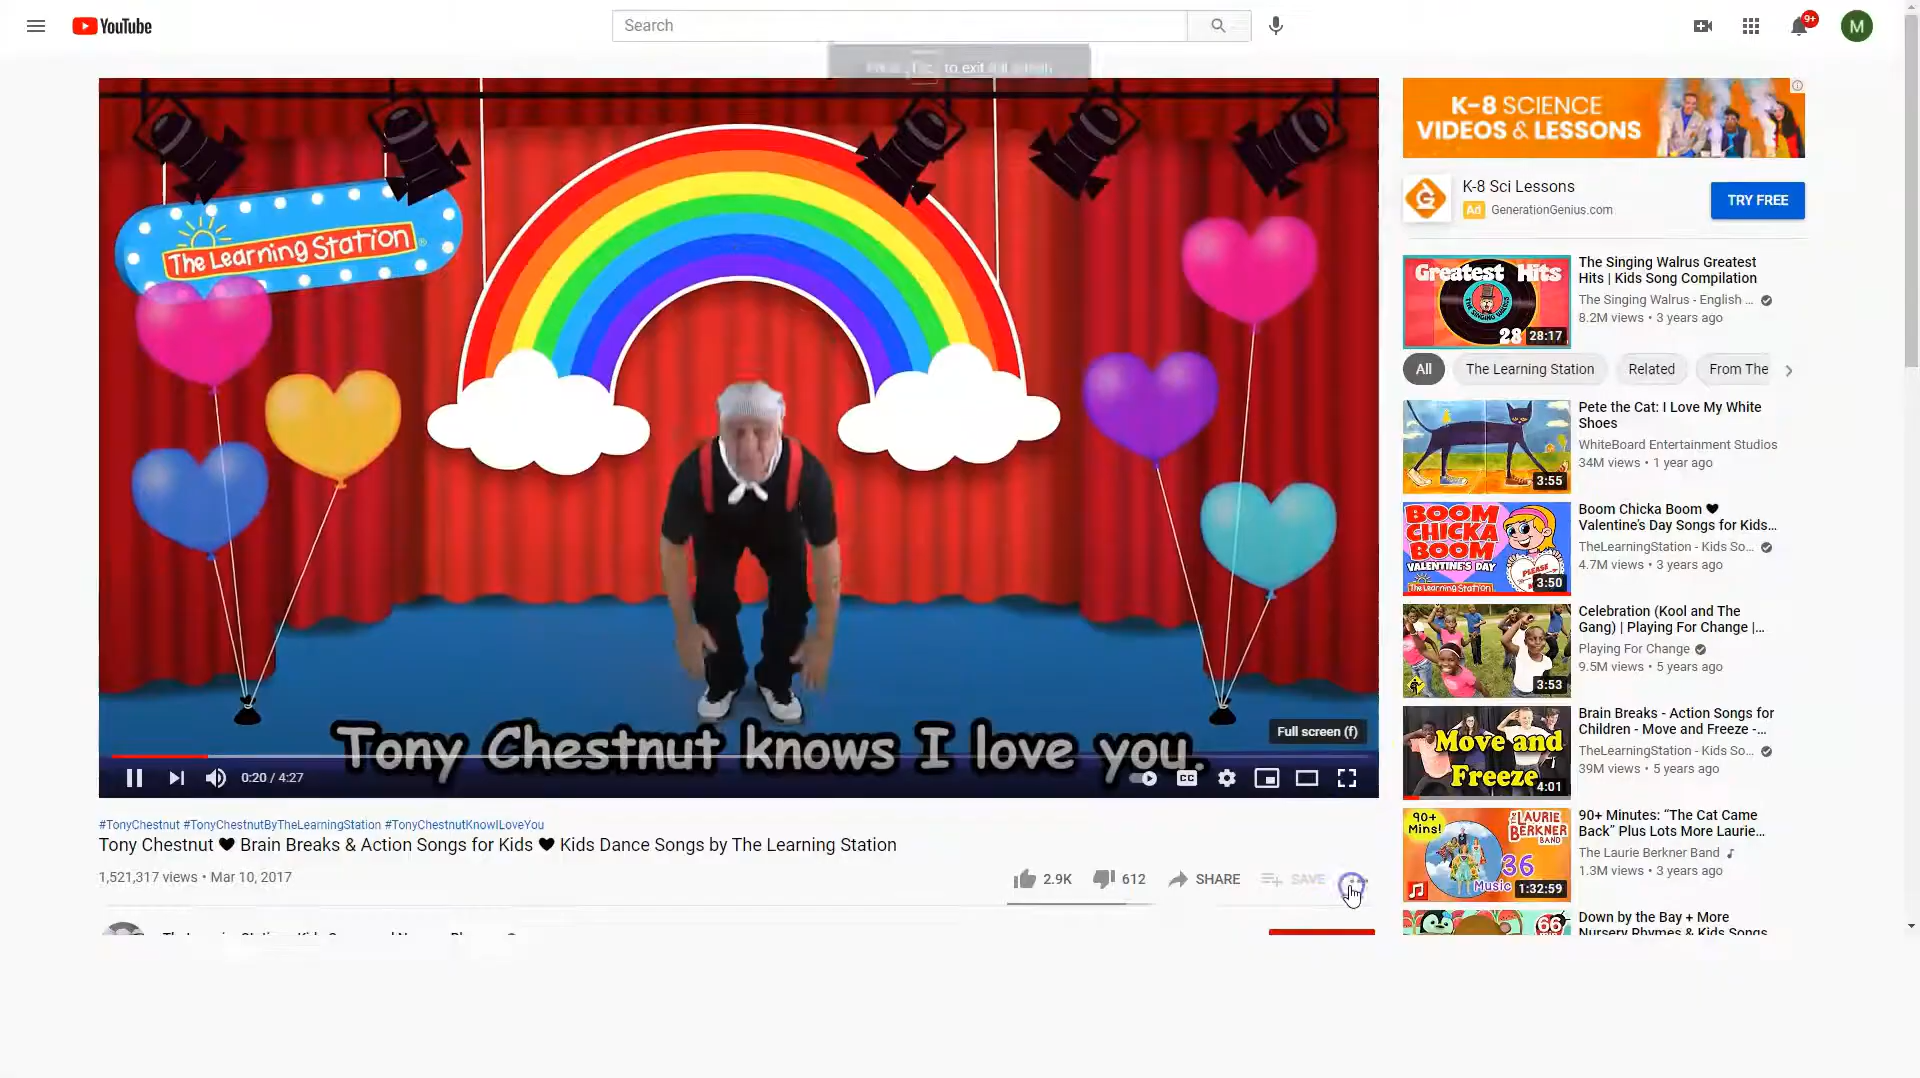 YouTube
Search
9+
M
to exit
The Learning Station
Tony Chestnut knows I love you.
Full screen (f)
0:20 / 4:27
CC
#TonyChestnut #TonyChestnutByTheLearningStation #TonyChestnutKnowILoveYou
Tony Chestnut 🖤 Brain Breaks & Action Songs for Kids 🖤 Kids Dance Songs by The Learning Station
1,521,317 views • Mar 10, 2017
2.9K
612
SHARE
SAVE
K-8 SCIENCE
VIDEOS & LESSONS
K-8 Sci Lessons
Ad GenerationGenius.com
TRY FREE
Greatest Hits
THE SINGING WALRUS
28
28:17
The Singing Walrus Greatest
Hits | Kids Song Compilation
The Singing Walrus - English ...
8.2M views • 3 years ago
All
The Learning Station
Related
From The
3:55
Pete the Cat: I Love My White
Shoes
WhiteBoard Entertainment Studios
34M views • 1 year ago
BOOM
CHICKA
BOOM
VALENTINE'S DAY
The Learning Station
PLEASE
3:50
Boom Chicka Boom 🖤
Valentine's Day Songs for Kids...
TheLearningStation - Kids So...
4.7M views • 3 years ago
3:53
Celebration (Kool and The
Gang) | Playing For Change |...
Playing For Change
9.5M views • 5 years ago
Move and
Freeze
4:01
Brain Breaks - Action Songs for
Children - Move and Freeze -...
TheLearningStation - Kids So...
39M views • 5 years ago
90+
Mins!
THE LAURIE
BERKNER
BAND
36
Music
1:32:59
90+ Minutes: “The Cat Came
Back” Plus Lots More Laurie...
The Laurie Berkner Band
1.3M views • 3 years ago
66
Down by the Bay + More
Nursery Rhymes & Kids Songs